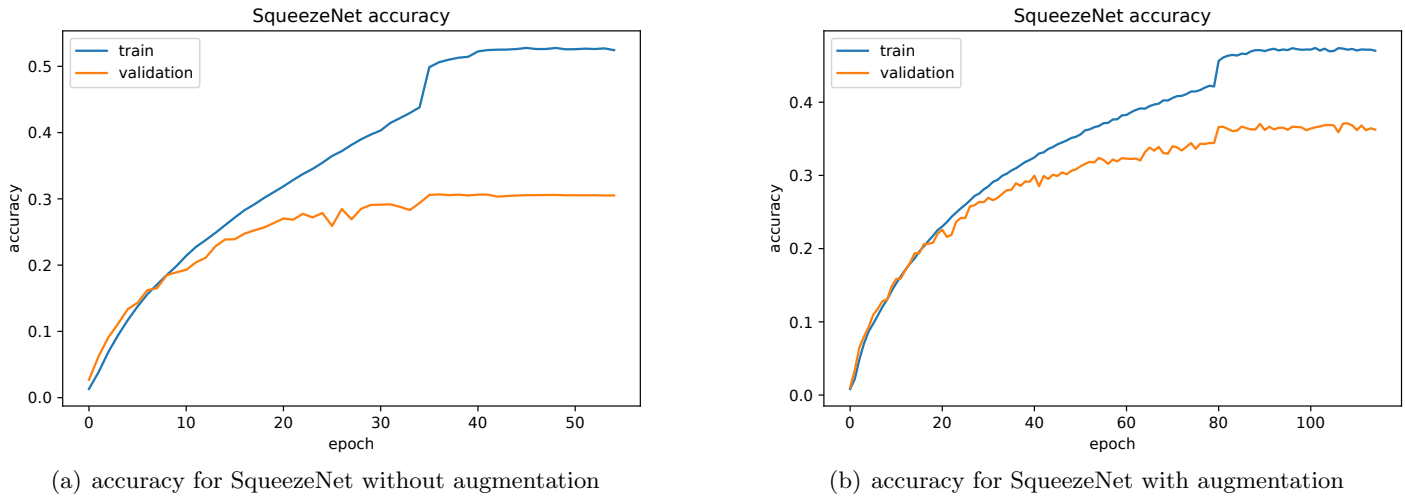 SqueezeNet accuracy
train
validation
accuracy
0.5
0.4
0.3
0.2
0.1
0.0
0 10 20 30 40 50
epoch
(a) accuracy for SqueezeNet without augmentation
SqueezeNet accuracy
train
validation
accuracy
0.4
0.3
0.2
0.1
0.0
0 20 40 60 80 100
epoch
(b) accuracy for SqueezeNet with augmentation